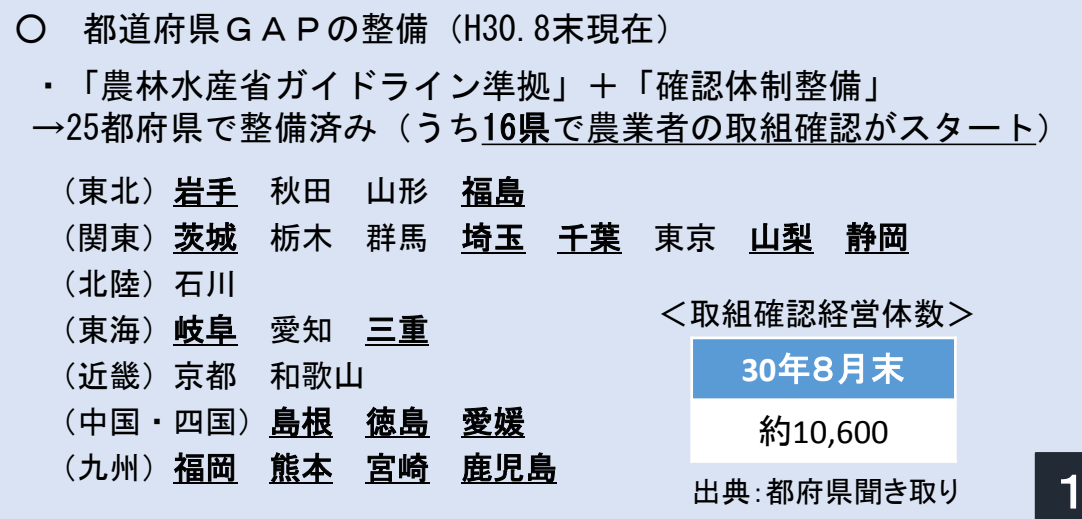 ○ 都道府県ＧＡＰの整備（H30.8末現在）
・「農林水産省ガイドライン準拠」＋「確認体制整備」
→25都府県で整備済み（うち16県で農業者の取組確認がスタート）
（東北）岩手 秋田 山形 福島
（関東）茨城 栃木 群馬 埼玉 千葉 東京 山梨 静岡
（北陸）石川
（東海）岐阜 愛知 三重
（近畿）京都 和歌山
（中国・四国）島根 徳島 愛媛
（九州）福岡 熊本 宮崎 鹿児島
＜取組確認経営体数＞
30年８月末
約10,600
出典：都府県聞き取り
1